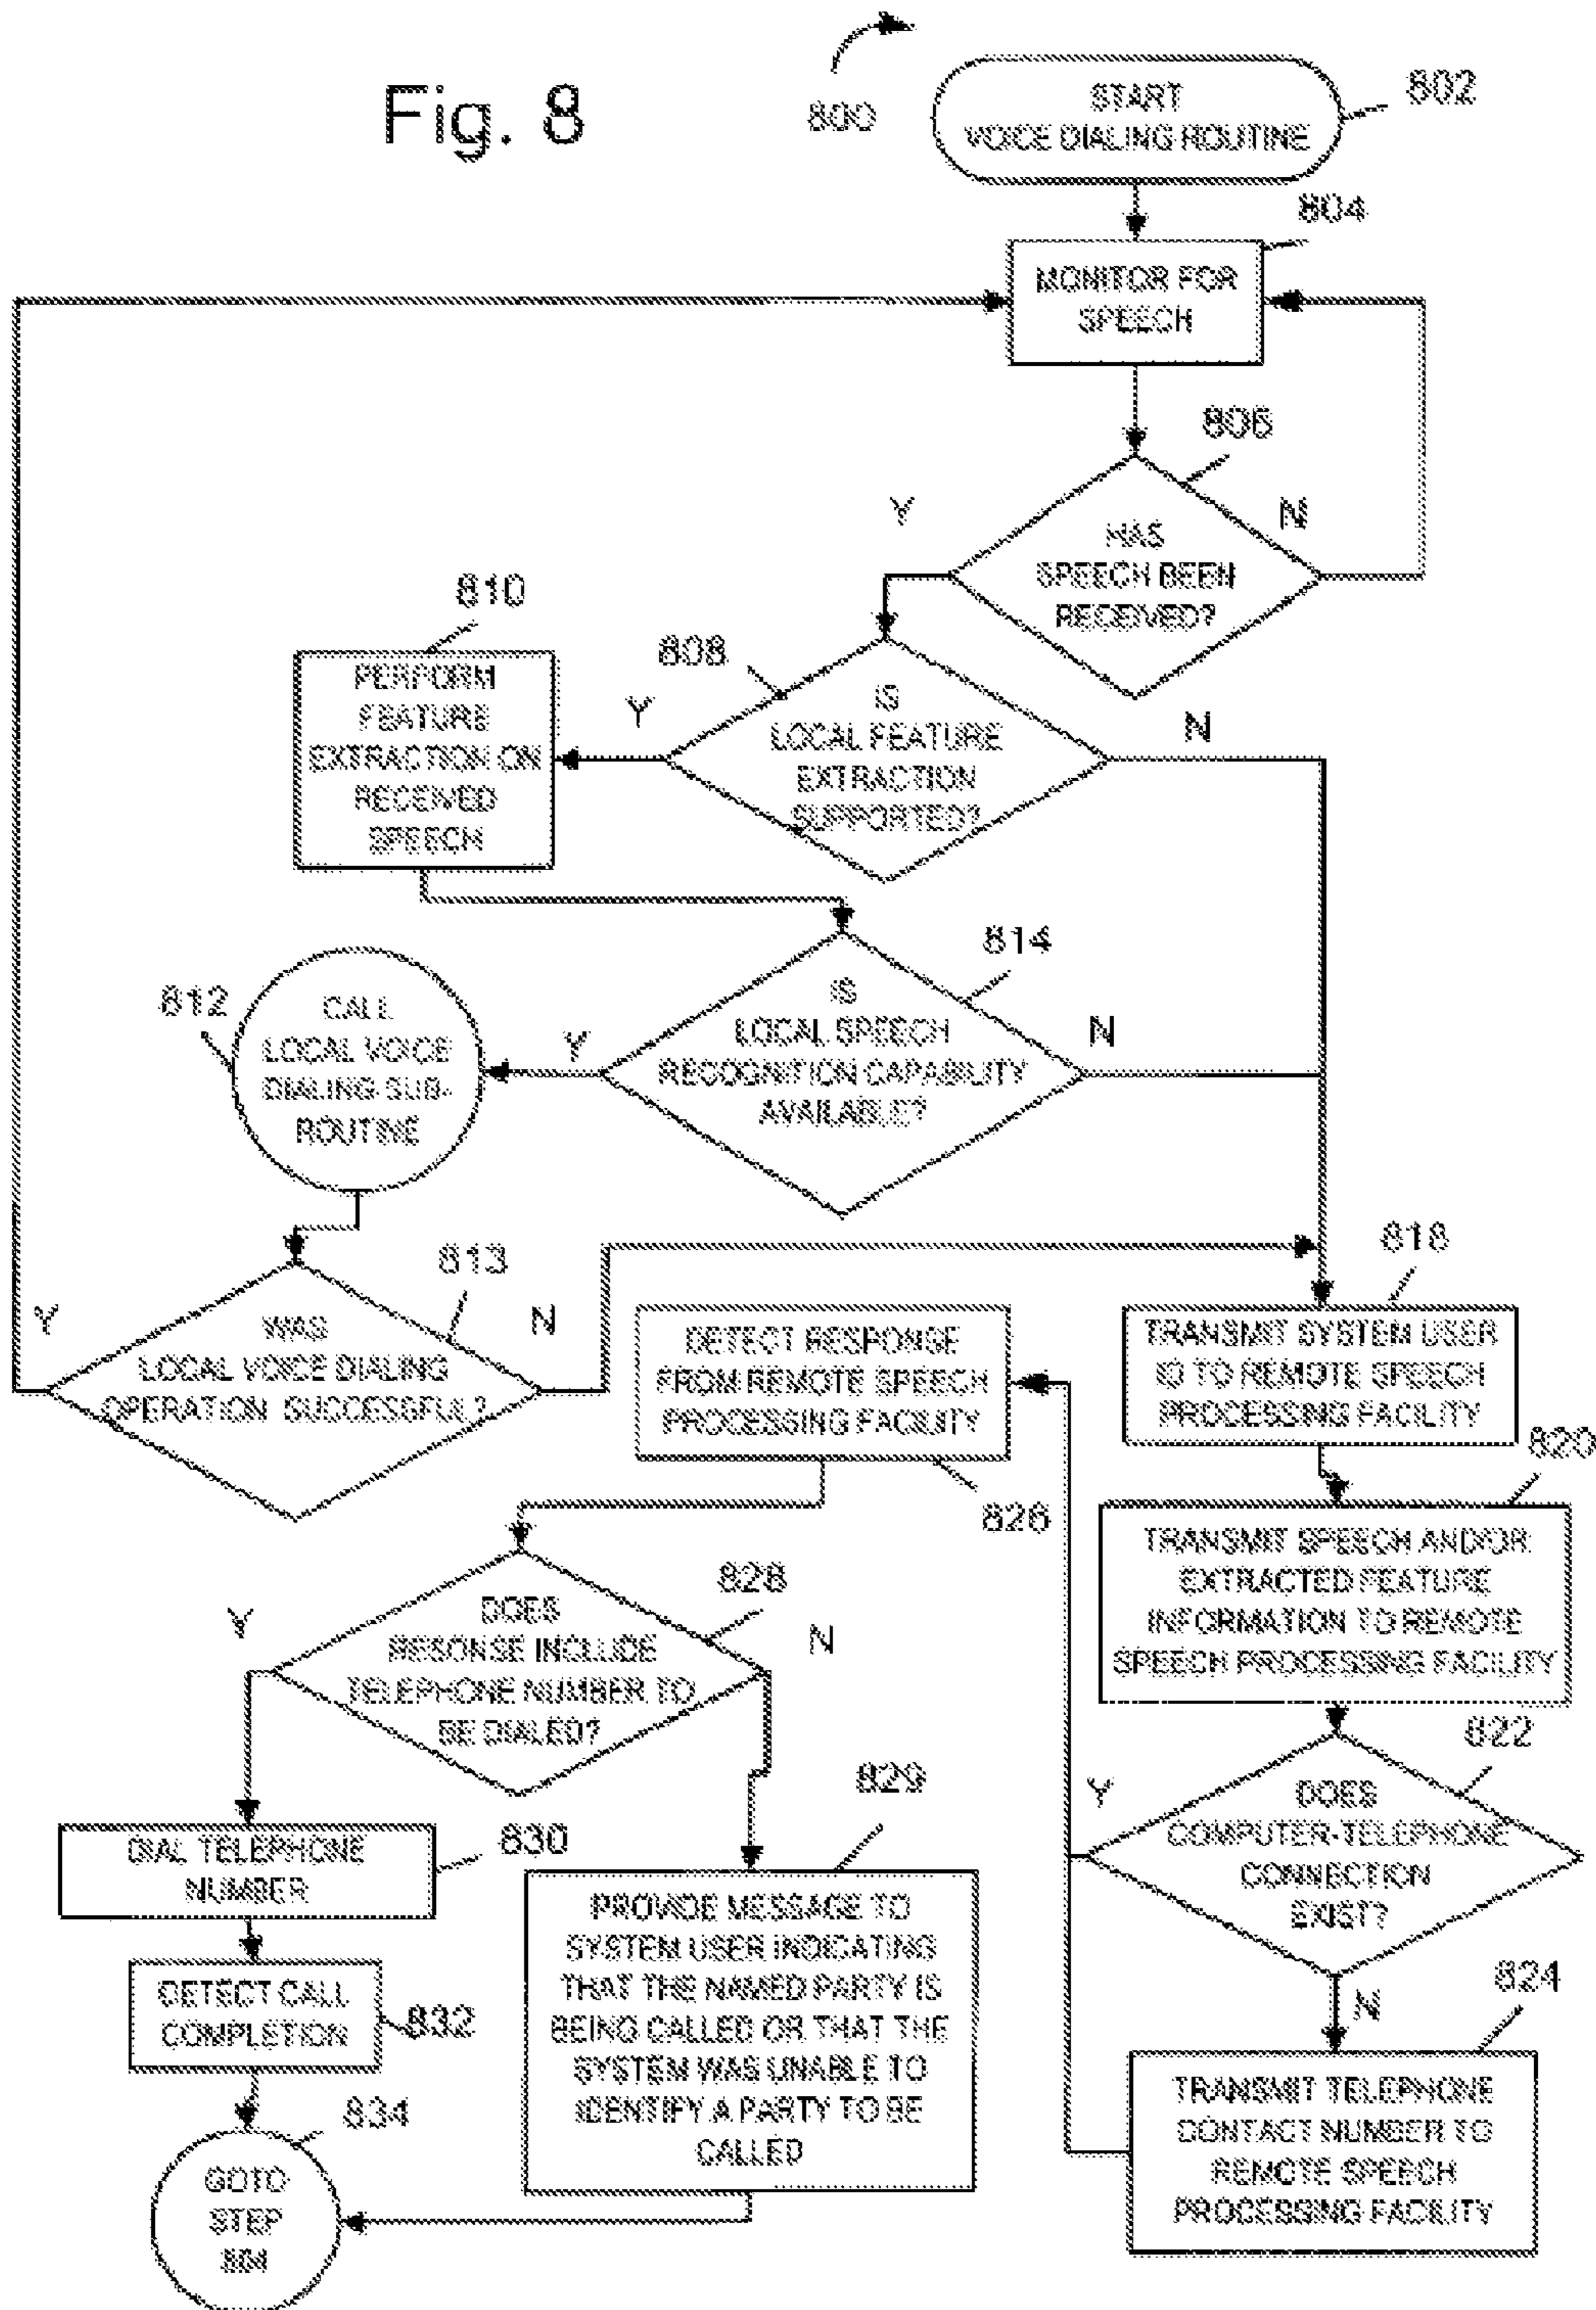 Fig. 8
800
START
VOICE DIALING ROUTINE
802
804
MONITOR FOR
SPEECH
806
Y
N
HAS
SPEECH BEEN
RECEIVED?
810
PERFORM
FEATURE
EXTRACTION ON
RECEIVED
SPEECH
808
Y
IS
LOCAL FEATURE
EXTRACTION
SUPPORTED?
N
812
CALL
LOCAL VOICE
DIALING SUB-
ROUTINE
814
Y
IS
LOCAL SPEECH
RECOGNITION CAPABILITY
AVAILABLE?
N
813
Y
WAS
LOCAL VOICE DIALING
OPERATION SUCCESSFUL?
N
818
TRANSMIT SYSTEM USER
ID TO REMOTE SPEECH
PROCESSING FACILITY
DETECT RESPONSE
FROM REMOTE SPEECH
PROCESSING FACILITY
826
820
TRANSMIT SPEECH AND/OR
EXTRACTED FEATURE
INFORMATION TO REMOTE
SPEECH PROCESSING FACILITY
828
Y
DOES
RESONSE INCLUDE
TELEPHONE NUMBER TO
BE DIALED?
N
822
Y
DOES
COMPUTER-TELEPHONE
CONNECTION
EXIST?
N
829
DIAL TELEPHONE
NUMBER
830
PROVIDE MESSAGE TO
SYSTEM USER INDICATING
THAT THE NAMED PARTY IS
BEING CALLED OR THAT THE
SYSTEM WAS UNABLE TO
IDENTIFY A PARTY TO BE
CALLED
DETECT CALL
COMPLETION
832
824
TRANSMIT TELEPHONE
CONTACT NUMBER TO
REMOTE SPEECH
PROCESSING FACILITY
834
GOTO
STEP
804